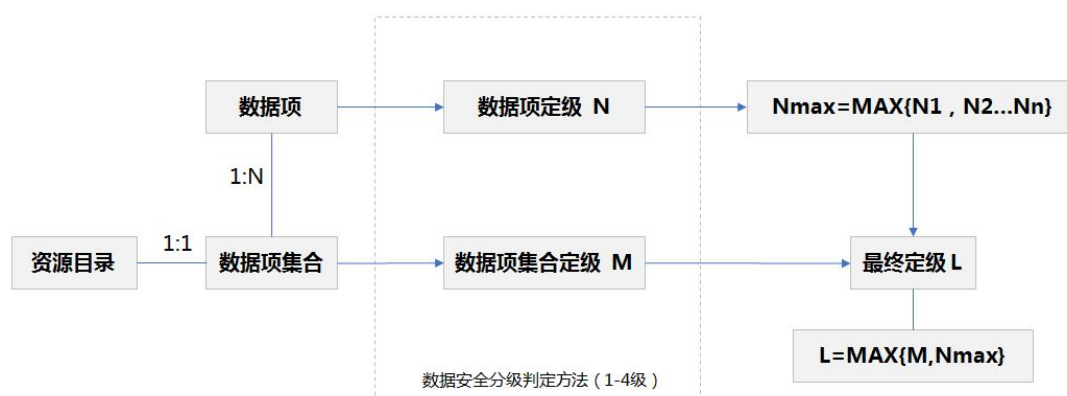 数据项
数据项定级 N
Nmax=MAX{N1，N2...Nn}
1:N
资源目录
1:1
数据项集合
数据项集合定级 M
最终定级 L
L=MAX{M,Nmax}
数据安全分级判定方法（1-4级）